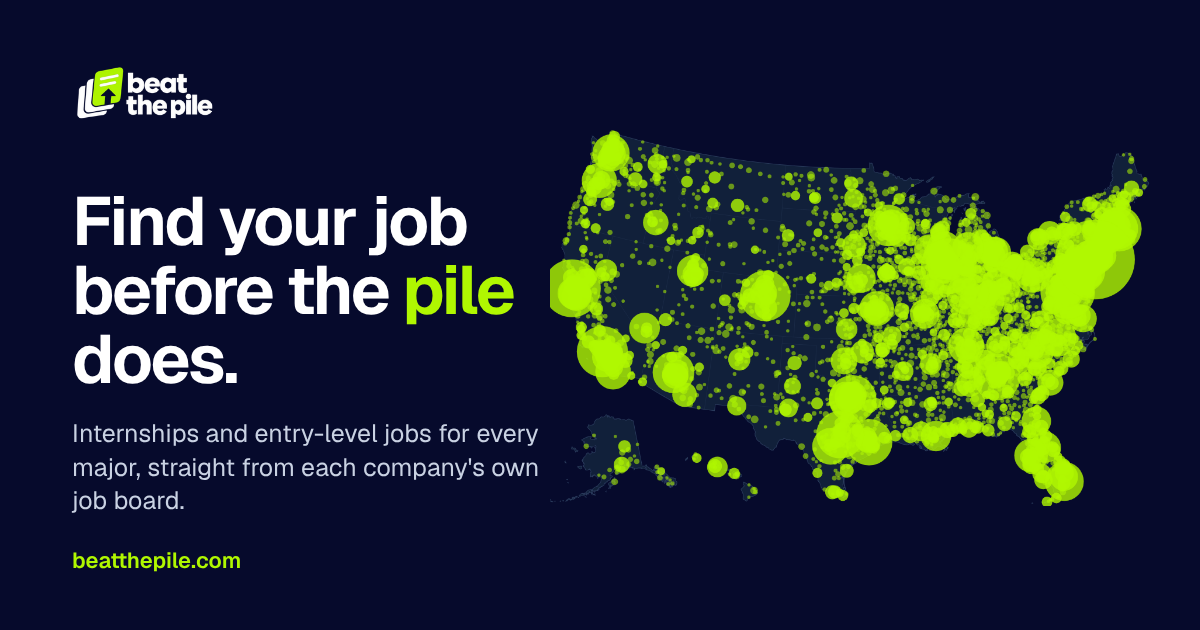 beat
the pile
Find your job
before the pile
does.
Internships and entry-level jobs for every
major, straight from each company's own
job board.
beatthepile.com